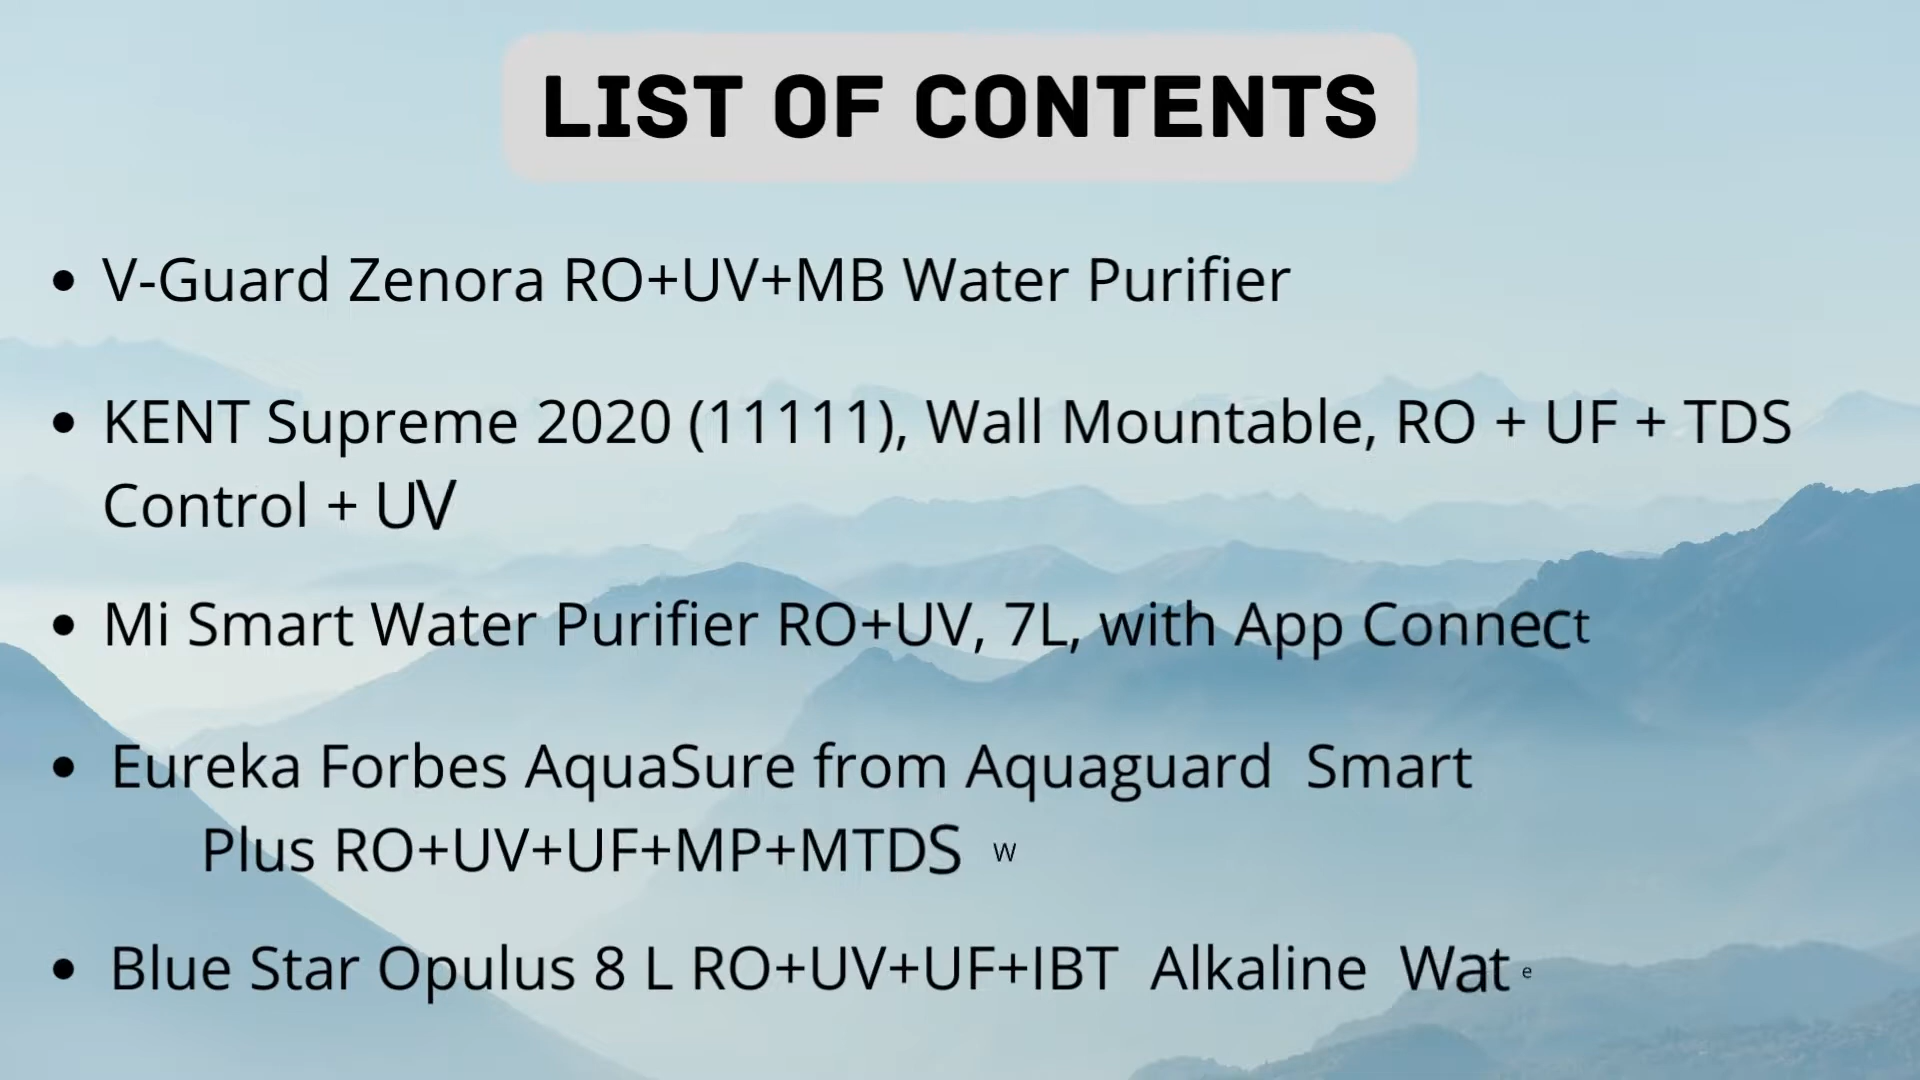 LIST OF CONTENTS
• V-Guard Zenora RO+UV+MB Water Purifier
• KENT Supreme 2020 (11111), Wall Mountable, RO + UF + TDS
Control + UV
• Mi Smart Water Purifier RO+UV, 7L, with App Connect
• Eureka Forbes AquaSure from Aquaguard Smart
Plus RO+UV+UF+MP+MTDS w
• Blue Star Opulus 8 L RO+UV+UF+IBT Alkaline Wate